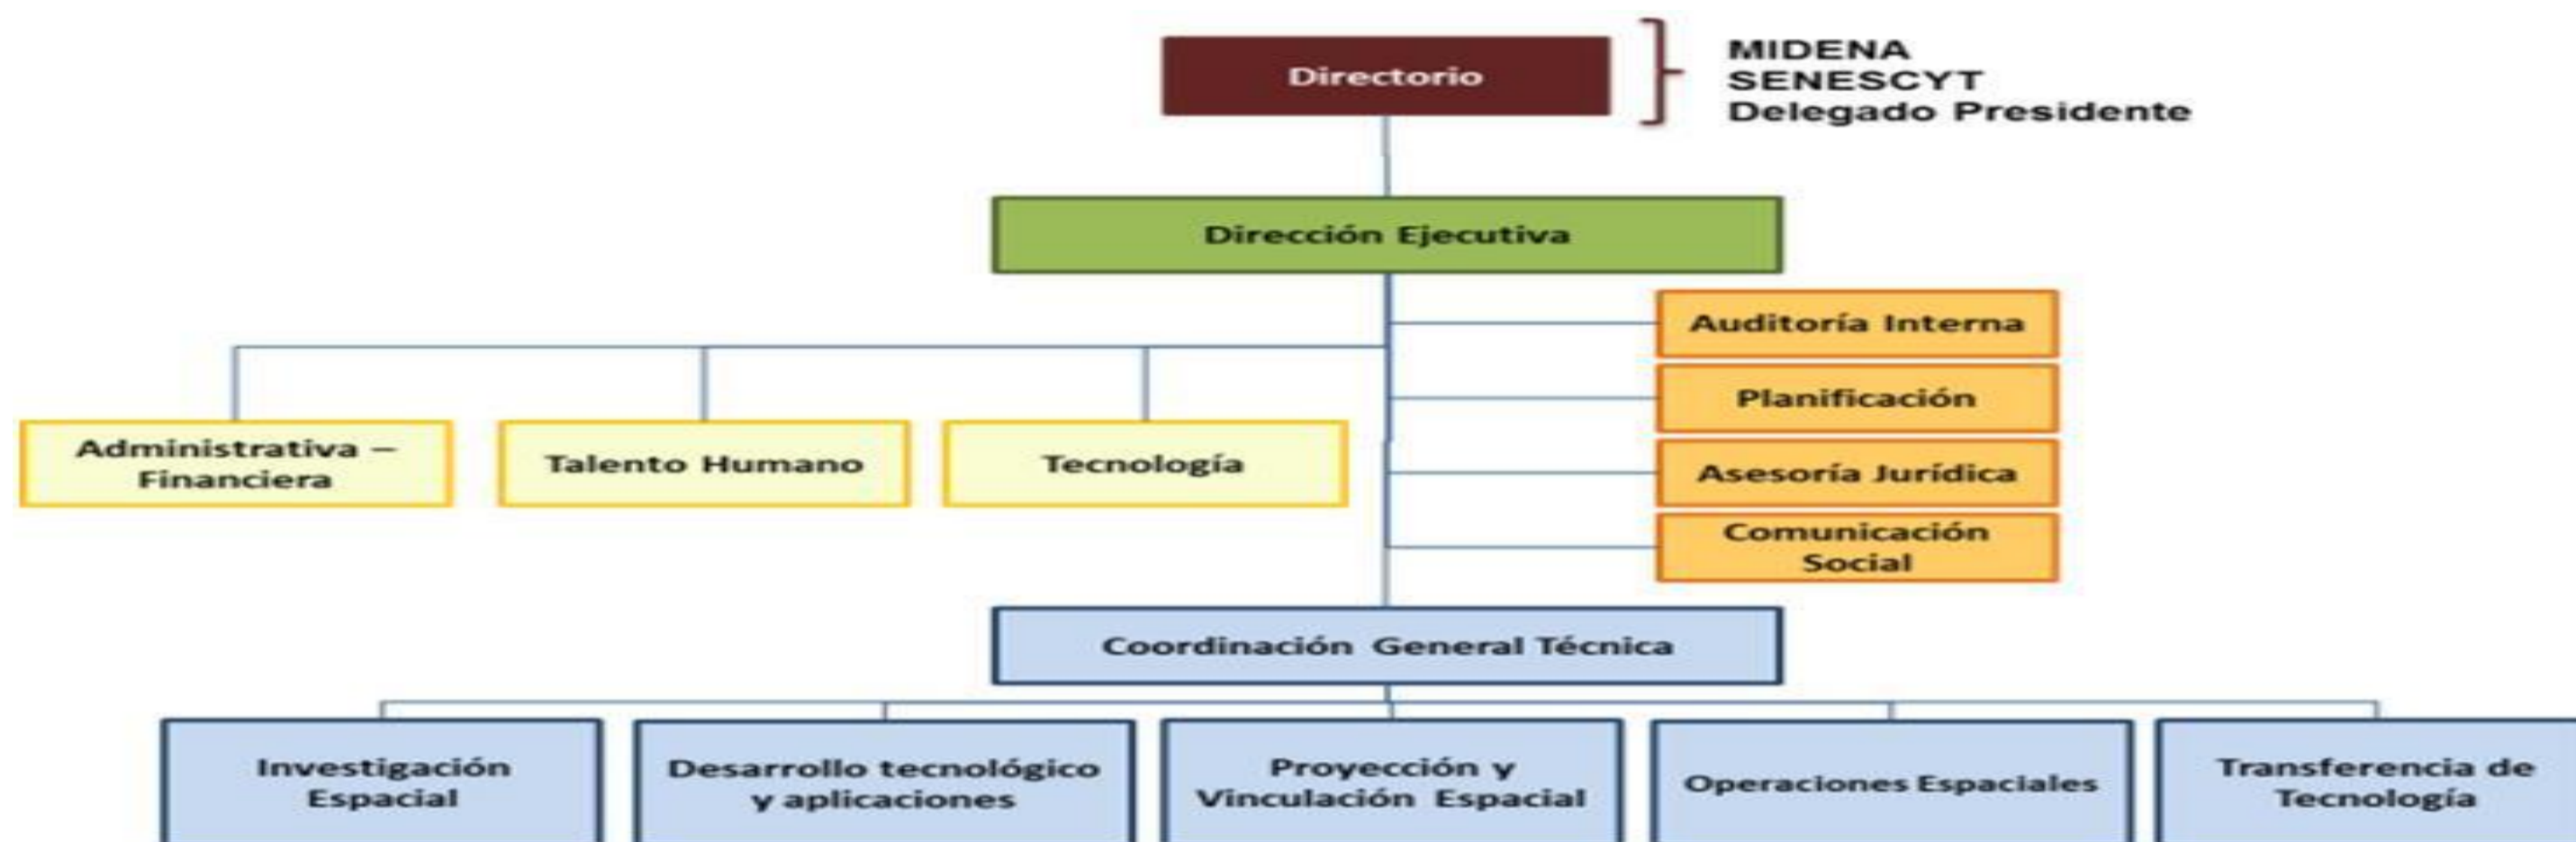 Directorio
MIDENA
SENESCYT
Delegado Presidente
Dirección Ejecutiva
Auditoría Interna
Planificación
Asesoría Jurídica
Comunicación
Social
Administrativa –
Financiera
Talento Humano
Tecnología
Coordinación General Técnica
Investigación
Espacial
Desarrollo tecnológico
y aplicaciones
Proyección y
Vinculación Espacial
Operaciones Espaciales
Transferencia de
Tecnología